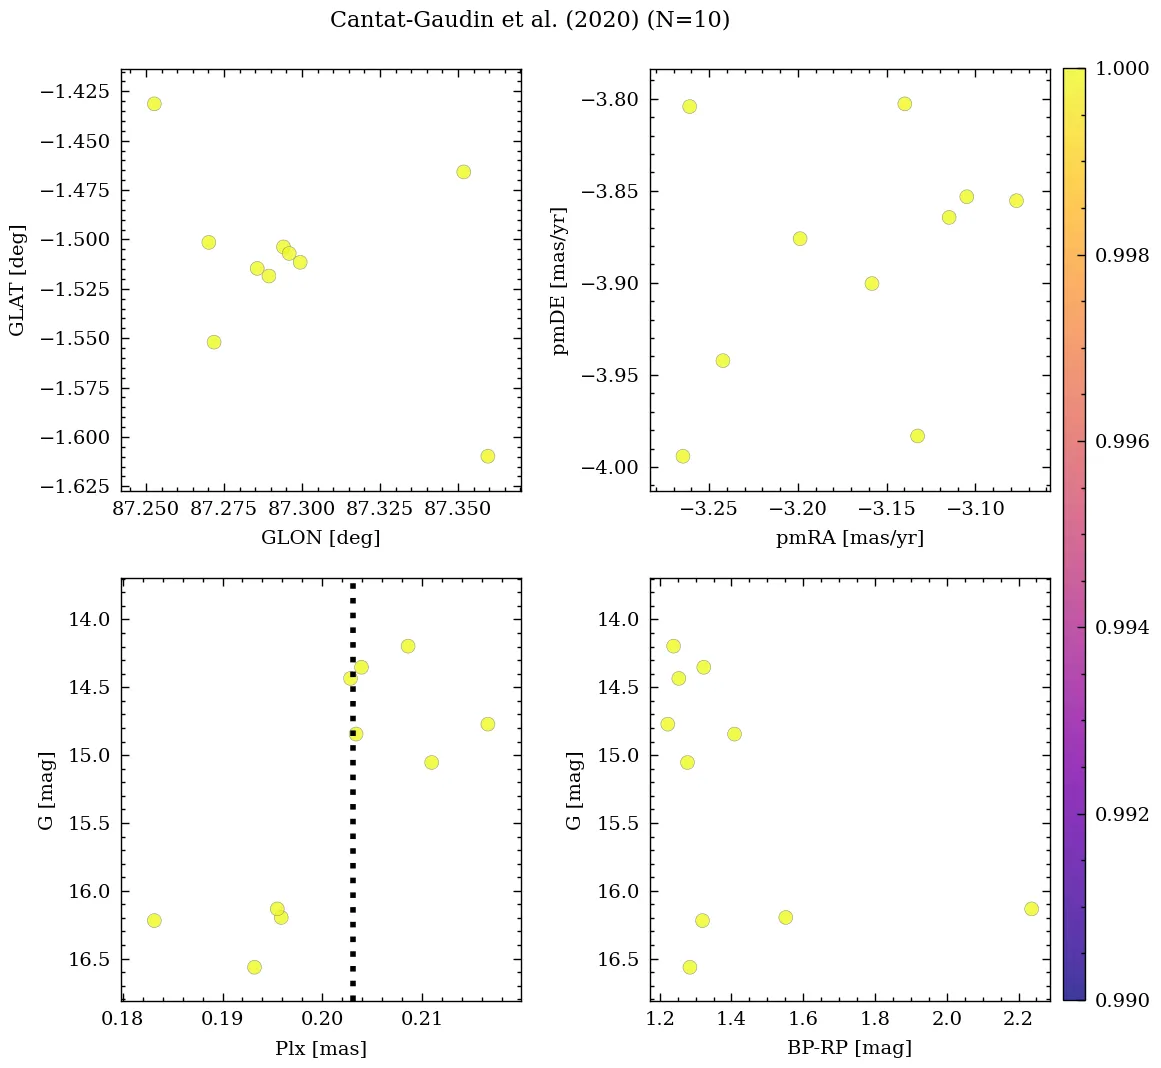 Cantat-Gaudin et al. (2020) (N=10)
−1.425
−1.450
−1.475
−1.500
−1.525
−1.550
−1.575
−1.600
−1.625
GLAT [deg]
87.250 87.275 87.300 87.325 87.350
GLON [deg]
−3.80
−3.85
−3.90
−3.95
−4.00
pmDE [mas/yr]
−3.25 −3.20 −3.15 −3.10
pmRA [mas/yr]
14.0
14.5
15.0
15.5
16.0
16.5
G [mag]
0.18 0.19 0.20 0.21
Plx [mas]
14.0
14.5
15.0
15.5
16.0
16.5
G [mag]
1.2 1.4 1.6 1.8 2.0 2.2
BP-RP [mag]
1.000
0.998
0.996
0.994
0.992
0.990